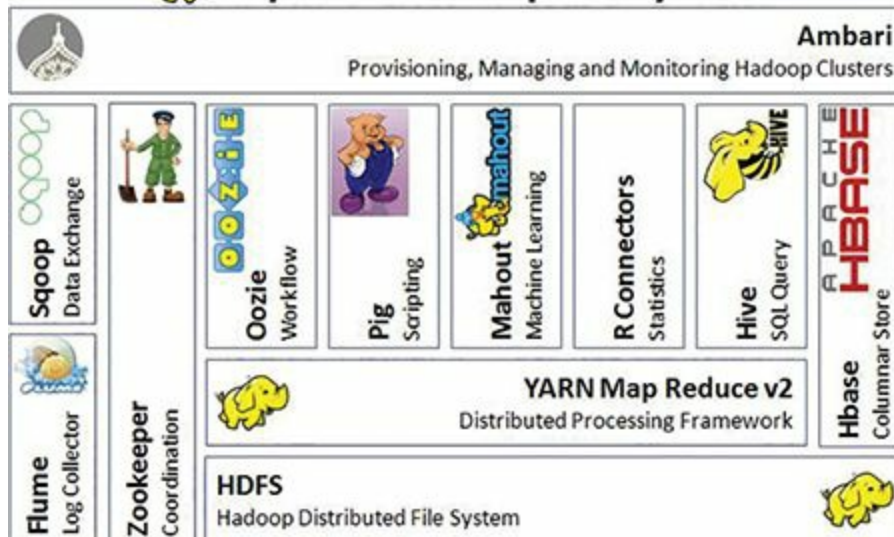 Ambari
Provisioning, Managing and Monitoring Hadoop Clusters
Sqoop
Data Exchange
Zookeeper
Coordination
OOZIE
Oozie
Workflow
Pig
Scripting
mahout
Mahout
Machine Learning
R Connectors
Statistics
HIVE
Hive
SQL Query
APACHE
HBASE
Hbase
Columnar Store
Flume
Log Collector
YARN Map Reduce v2
Distributed Processing Framework
HDFS
Hadoop Distributed File System